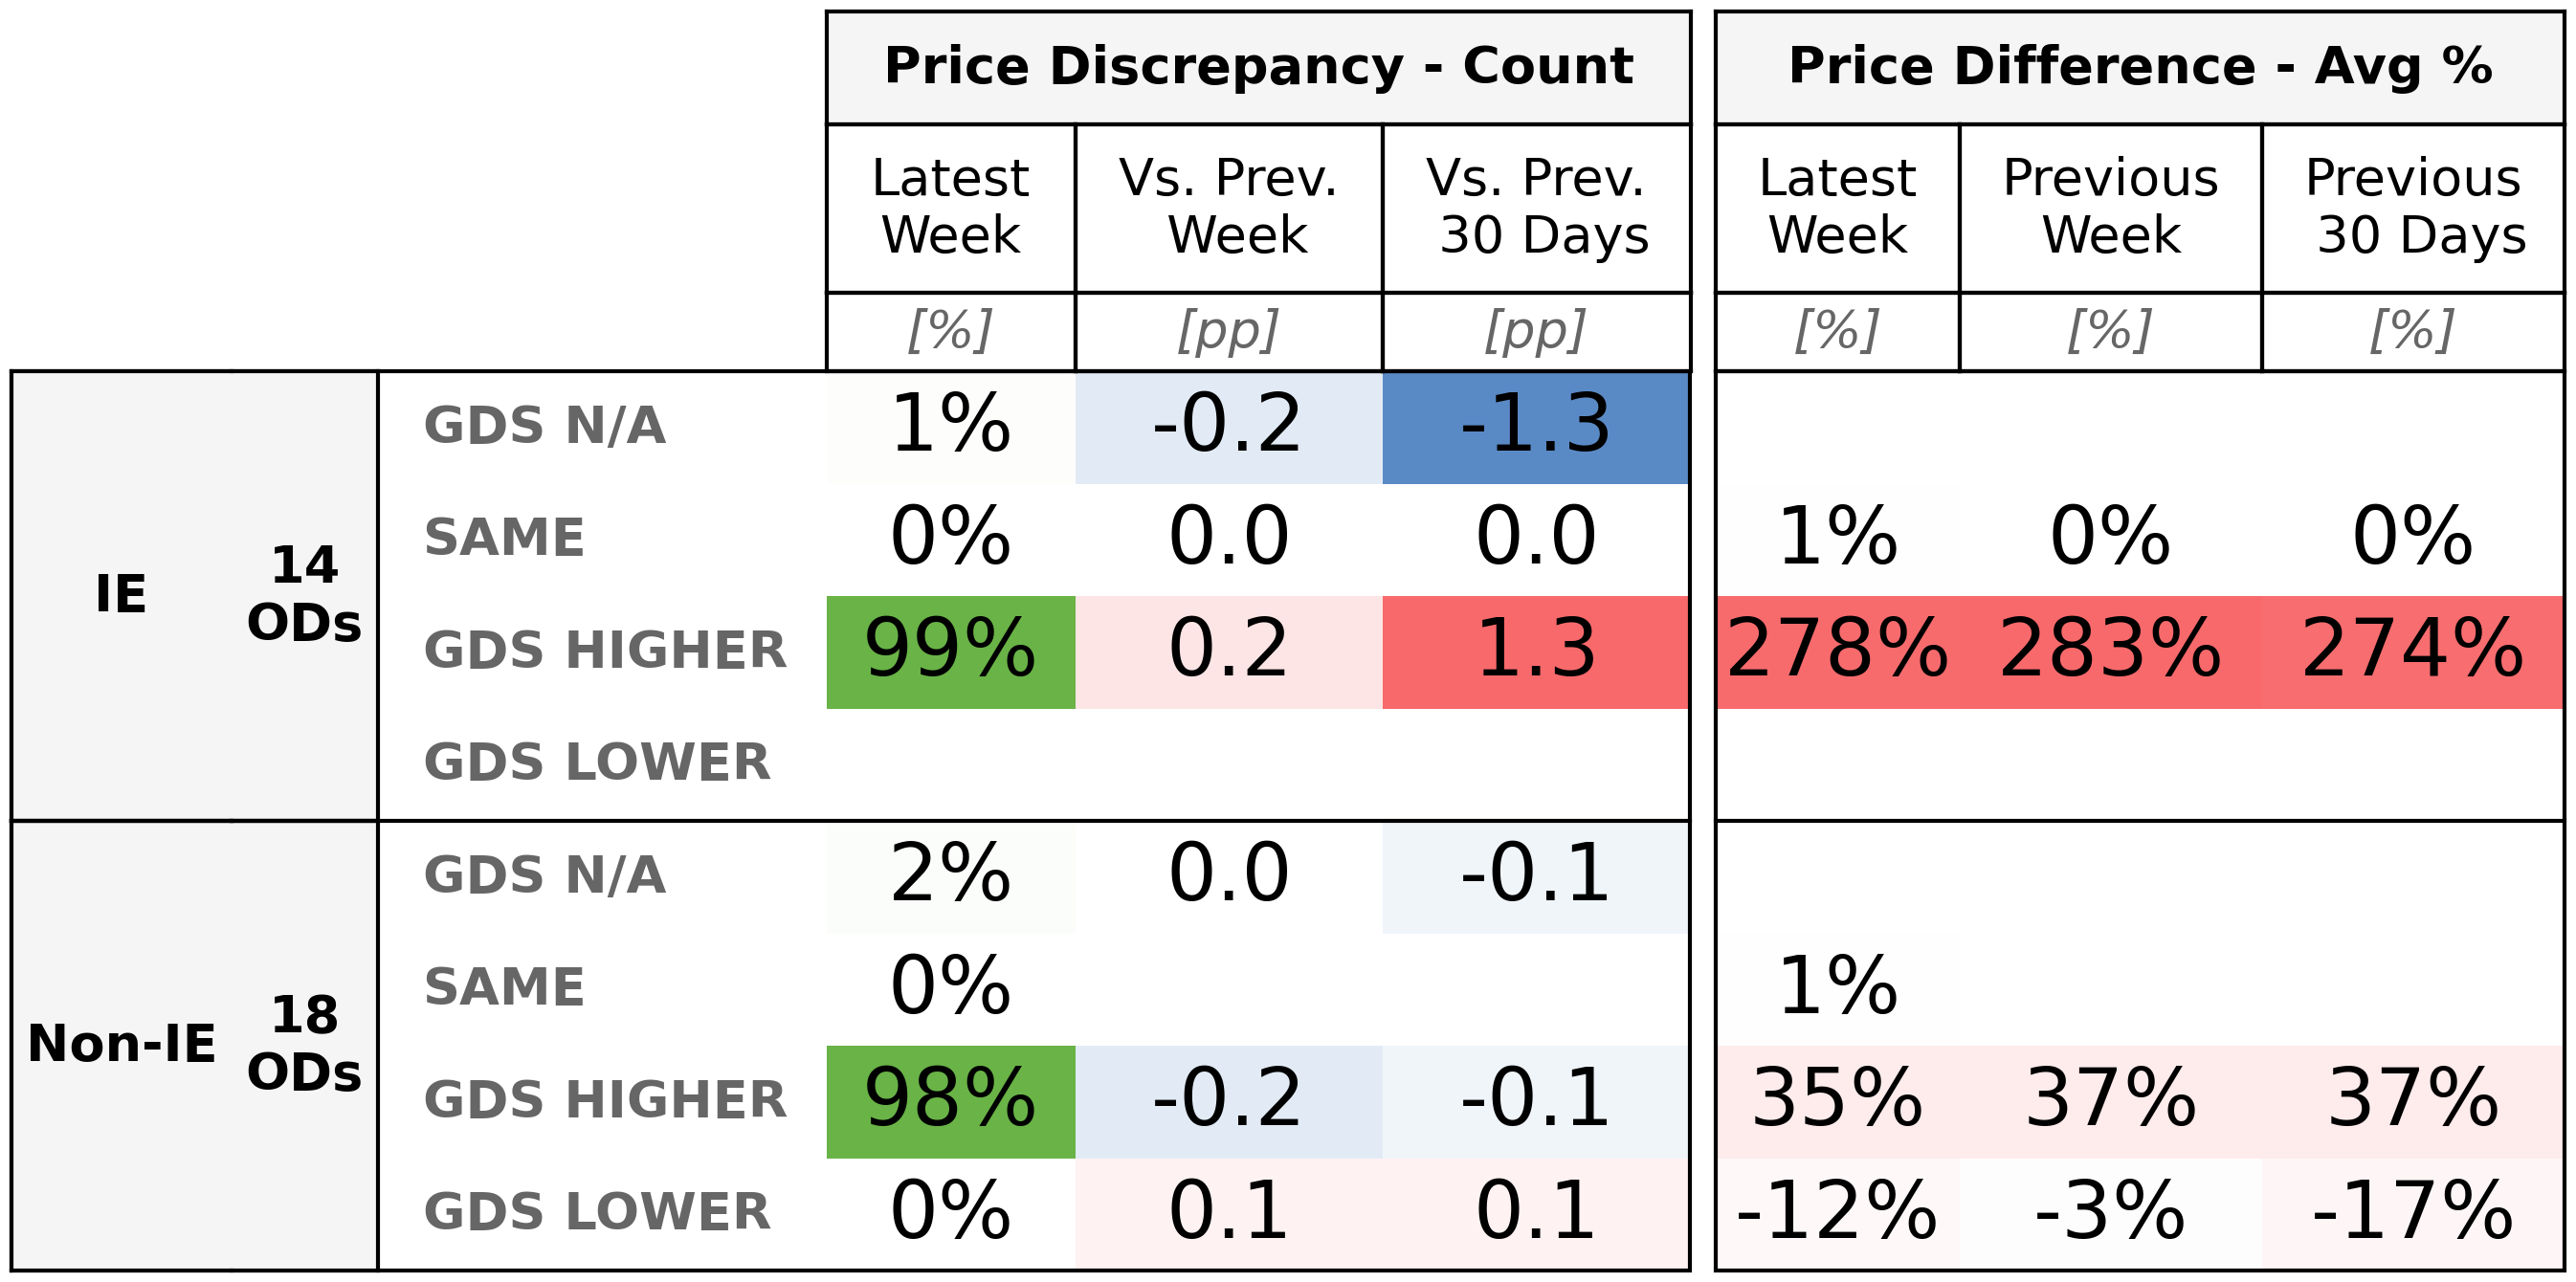 Price Discrepancy - Count Price Difference - Avg %
Latest Week Vs. Prev. Week Vs. Prev. 30 Days Latest Week Previous Week Previous 30 Days
[%] [pp] [pp] [%] [%] [%]
IE 14 ODs
GDS N/A 1% -0.2 -1.3
SAME 0% 0.0 0.0 1% 0% 0%
GDS HIGHER 99% 0.2 1.3 278% 283% 274%
GDS LOWER
Non-IE 18 ODs
GDS N/A 2% 0.0 -0.1
SAME 0% 1%
GDS HIGHER 98% -0.2 -0.1 35% 37% 37%
GDS LOWER 0% 0.1 0.1 -12% -3% -17%